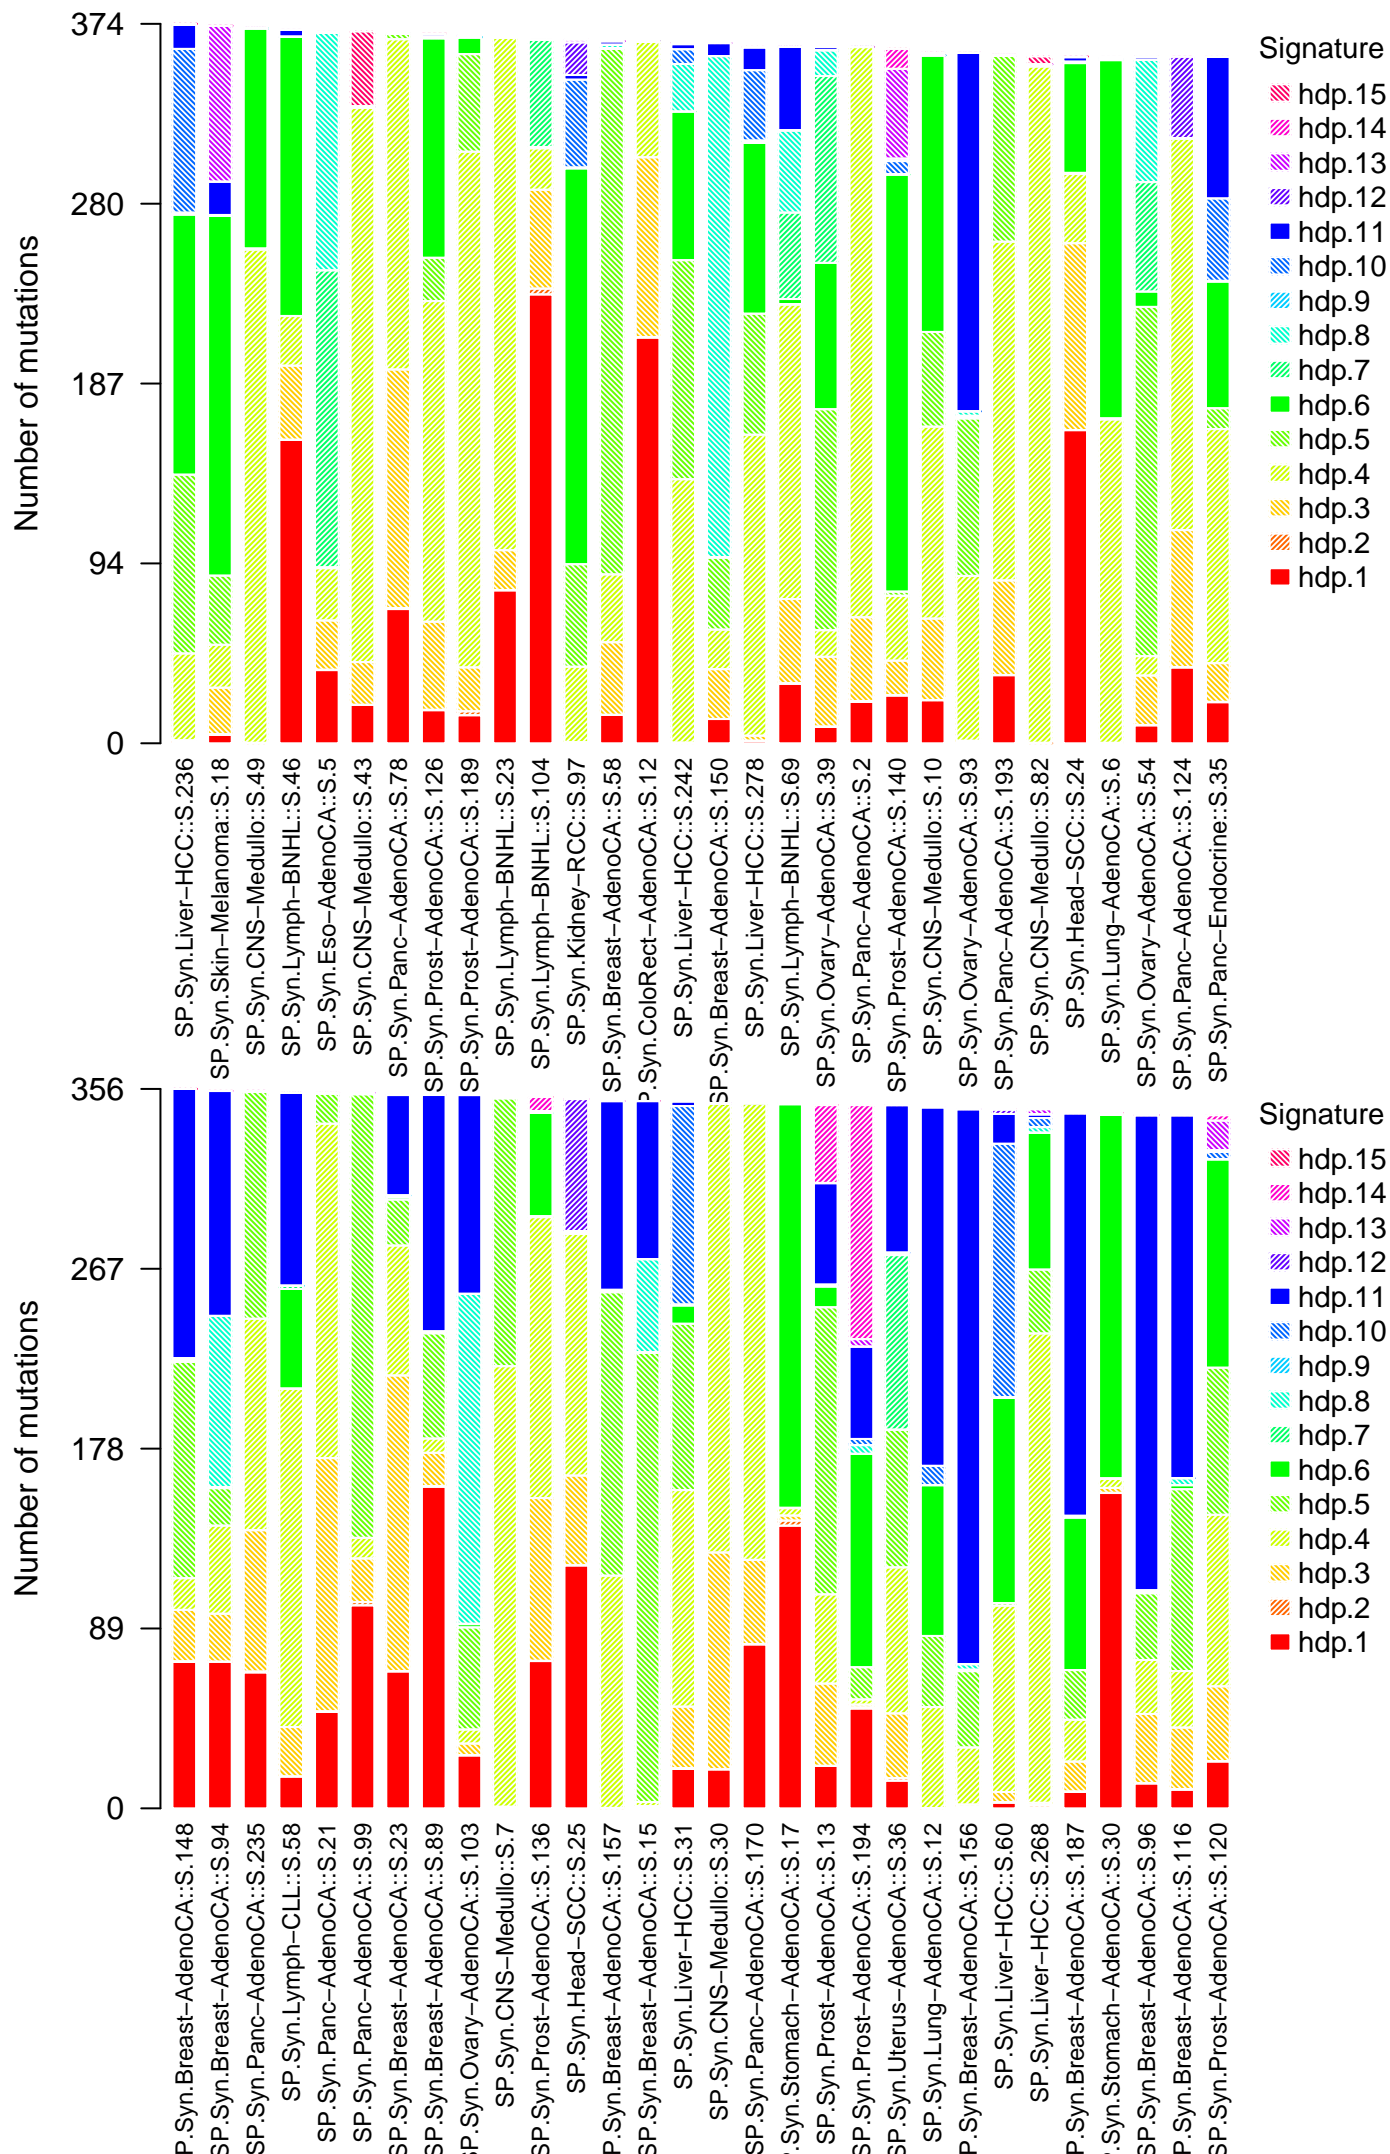 Number of mutations
374
280
187
94
0
Signature
hdp.15
hdp.14
hdp.13
hdp.12
hdp.11
hdp.10
hdp.9
hdp.8
hdp.7
hdp.6
hdp.5
hdp.4
hdp.3
hdp.2
hdp.1
SP.Syn.Liver−HCC::S.236
SP.Syn.Skin−Melanoma::S.18
SP.Syn.CNS−Medullo::S.49
SP.Syn.Lymph−BNHL::S.46
SP.Syn.Eso−AdenoCA::S.5
SP.Syn.CNS−Medullo::S.43
SP.Syn.Panc−AdenoCA::S.78
SP.Syn.Prost−AdenoCA::S.126
SP.Syn.Prost−AdenoCA::S.189
SP.Syn.Lymph−BNHL::S.23
SP.Syn.Lymph−BNHL::S.104
SP.Syn.Kidney−RCC::S.97
SP.Syn.Breast−AdenoCA::S.58
P.Syn.ColoRect−AdenoCA::S.12
SP.Syn.Liver−HCC::S.242
SP.Syn.Breast−AdenoCA::S.150
SP.Syn.Liver−HCC::S.278
SP.Syn.Lymph−BNHL::S.69
SP.Syn.Ovary−AdenoCA::S.39
SP.Syn.Panc−AdenoCA::S.2
SP.Syn.Prost−AdenoCA::S.140
SP.Syn.CNS−Medullo::S.10
SP.Syn.Ovary−AdenoCA::S.93
SP.Syn.Panc−AdenoCA::S.193
SP.Syn.CNS−Medullo::S.82
SP.Syn.Head−SCC::S.24
SP.Syn.Lung−AdenoCA::S.6
SP.Syn.Ovary−AdenoCA::S.54
SP.Syn.Panc−AdenoCA::S.124
SP.Syn.Panc−Endocrine::S.35
Number of mutations
356
267
178
89
0
Signature
hdp.15
hdp.14
hdp.13
hdp.12
hdp.11
hdp.10
hdp.9
hdp.8
hdp.7
hdp.6
hdp.5
hdp.4
hdp.3
hdp.2
hdp.1
P.Syn.Breast−AdenoCA::S.148
SP.Syn.Breast−AdenoCA::S.94
SP.Syn.Panc−AdenoCA::S.235
SP.Syn.Lymph−CLL::S.58
SP.Syn.Panc−AdenoCA::S.21
SP.Syn.Panc−AdenoCA::S.99
SP.Syn.Breast−AdenoCA::S.23
SP.Syn.Breast−AdenoCA::S.89
SP.Syn.Ovary−AdenoCA::S.103
SP.Syn.CNS−Medullo::S.7
SP.Syn.Prost−AdenoCA::S.136
SP.Syn.Head−SCC::S.25
P.Syn.Breast−AdenoCA::S.157
SP.Syn.Breast−AdenoCA::S.15
SP.Syn.Liver−HCC::S.31
SP.Syn.CNS−Medullo::S.30
SP.Syn.Panc−AdenoCA::S.170
P.Syn.Stomach−AdenoCA::S.17
SP.Syn.Prost−AdenoCA::S.13
SP.Syn.Prost−AdenoCA::S.194
SP.Syn.Uterus−AdenoCA::S.36
SP.Syn.Lung−AdenoCA::S.12
P.Syn.Breast−AdenoCA::S.156
SP.Syn.Liver−HCC::S.60
SP.Syn.Liver−HCC::S.268
P.Syn.Breast−AdenoCA::S.187
P.Syn.Stomach−AdenoCA::S.30
SP.Syn.Breast−AdenoCA::S.96
P.Syn.Breast−AdenoCA::S.116
SP.Syn.Prost−AdenoCA::S.120